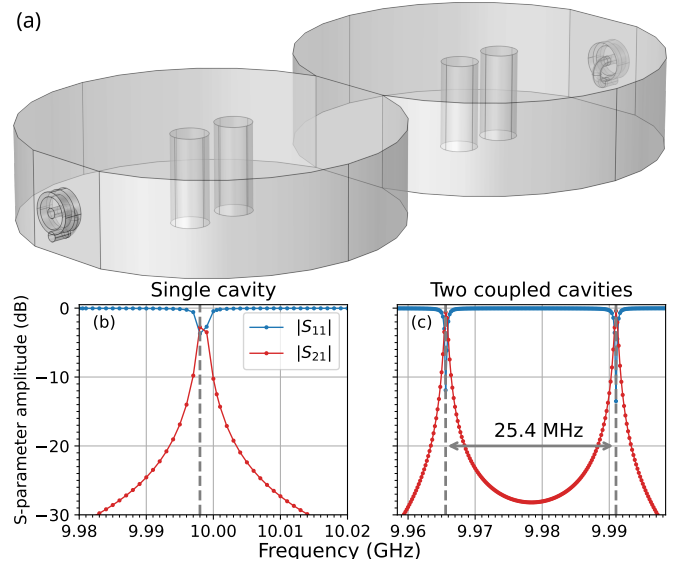 (a)
Single cavity
Two coupled cavities
S-parameter amplitude (dB)
0
−10
−20
−30
(b)
|S₁₁|
|S₂₁|
(c)
25.4 MHz
9.98 9.99 10.00 10.01 10.02
9.96 9.97 9.98 9.99
Frequency (GHz)